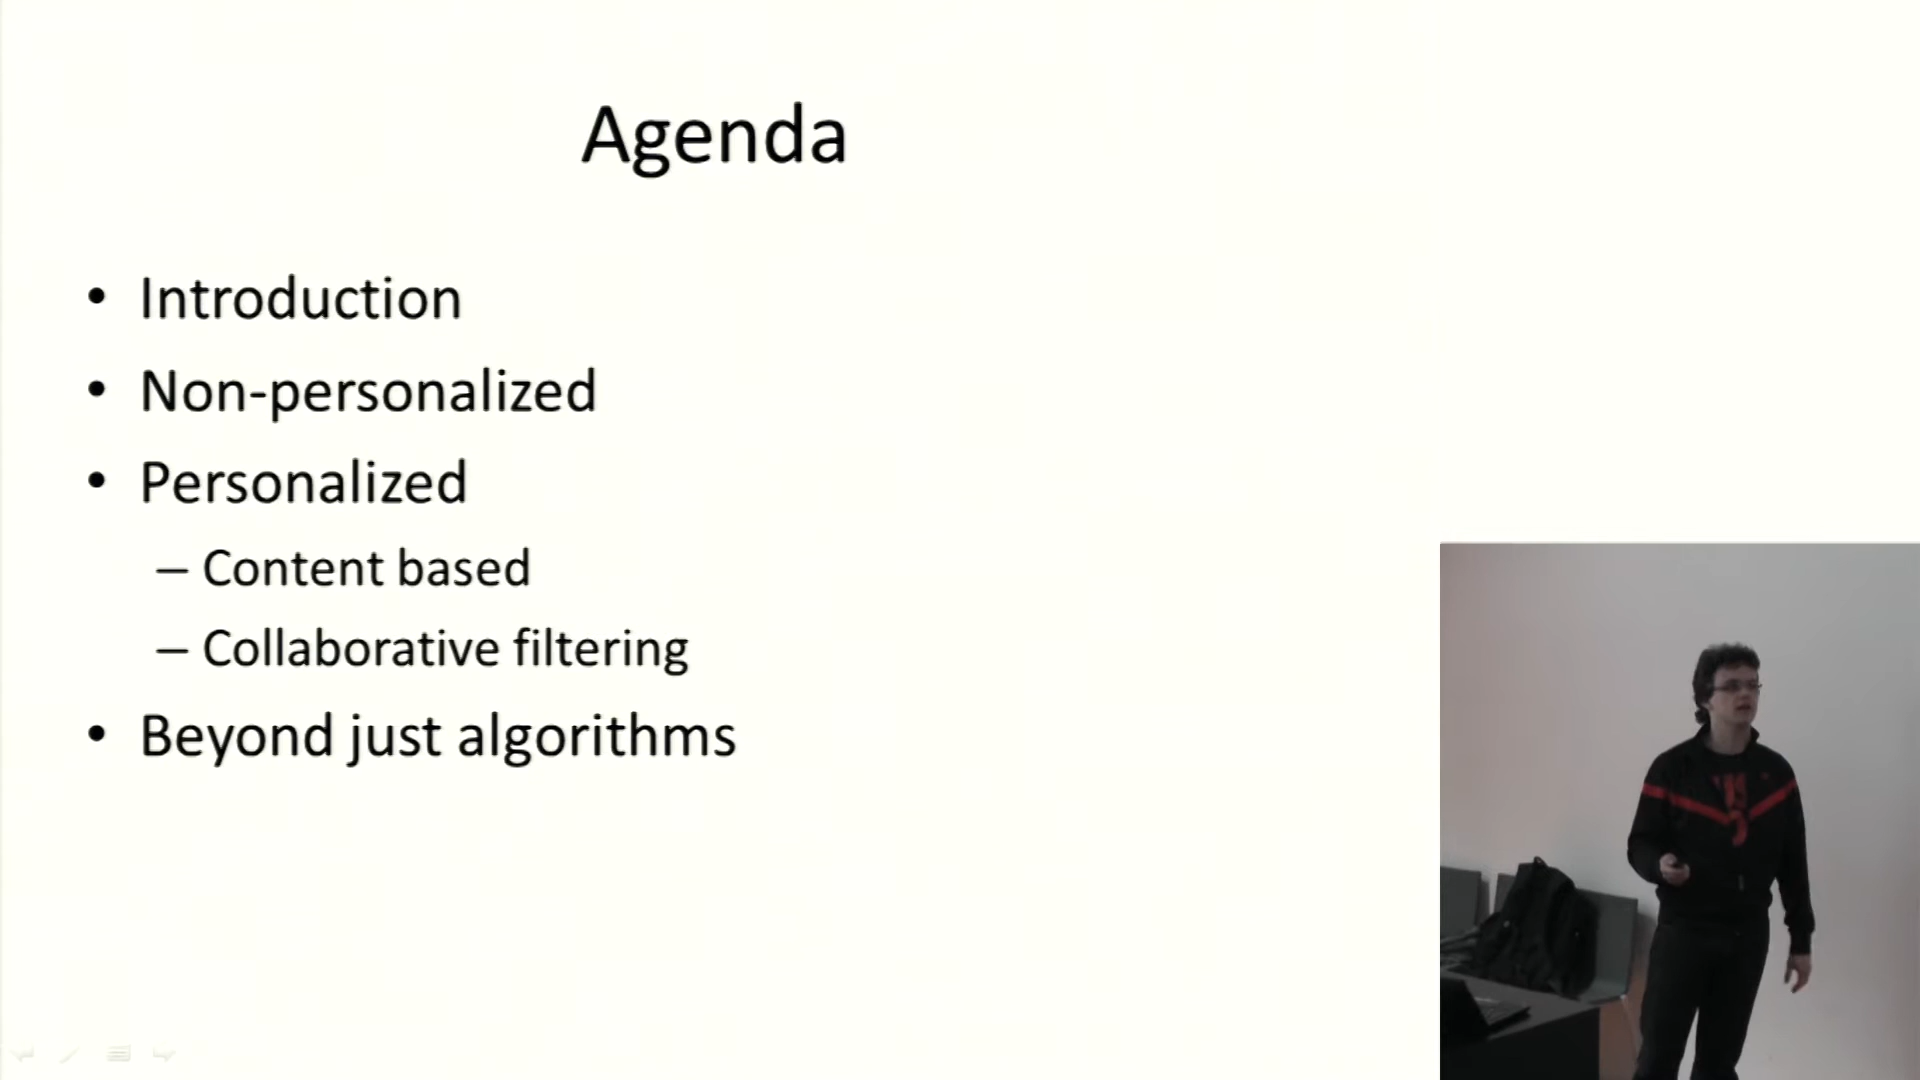 Agenda
• Introduction
• Non-personalized
• Personalized
– Content based
– Collaborative filtering
• Beyond just algorithms